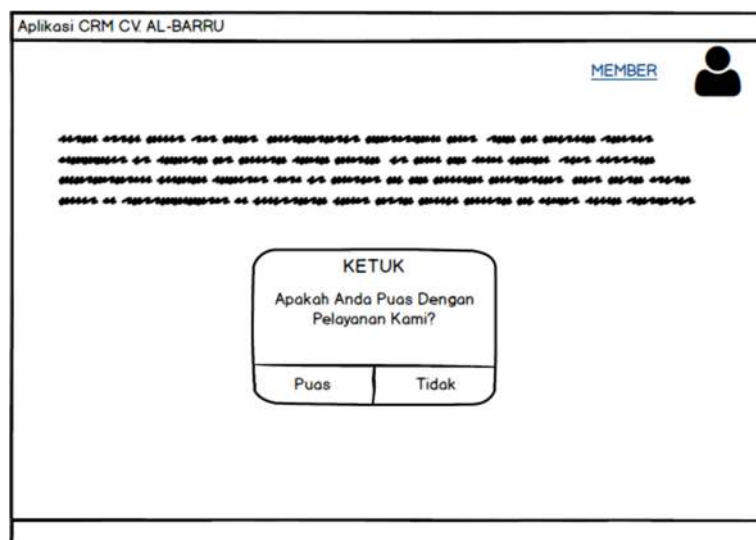 Aplikasi CRM CV. AL-BARRU
MEMBER
KETUK
Apakah Anda Puas Dengan
Pelayanan Kami?
Puas
Tidak